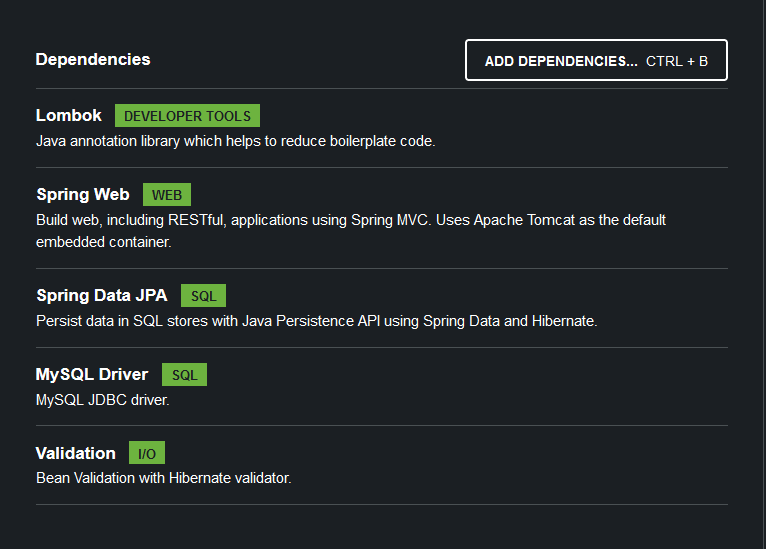 Dependencies
ADD DEPENDENCIES... CTRL + B
Lombok DEVELOPER TOOLS
Java annotation library which helps to reduce boilerplate code.
Spring Web WEB
Build web, including RESTful, applications using Spring MVC. Uses Apache Tomcat as the default
embedded container.
Spring Data JPA SQL
Persist data in SQL stores with Java Persistence API using Spring Data and Hibernate.
MySQL Driver SQL
MySQL JDBC driver.
Validation I/O
Bean Validation with Hibernate validator.